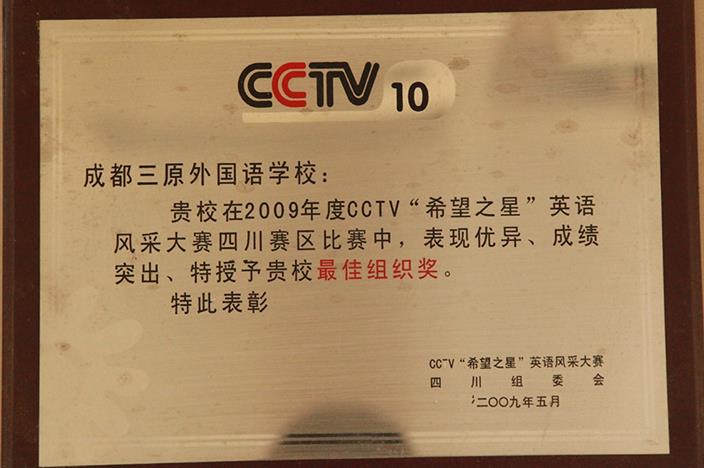 CCTV 10
成都三原外国语学校：
贵校在2009年度CCTV“希望之星”英语
风采大赛四川赛区比赛中，表现优异、成绩
突出、特授予贵校最佳组织奖。
特此表彰
CCTV“希望之星”英语风采大赛
四川组委会
二〇〇九年五月